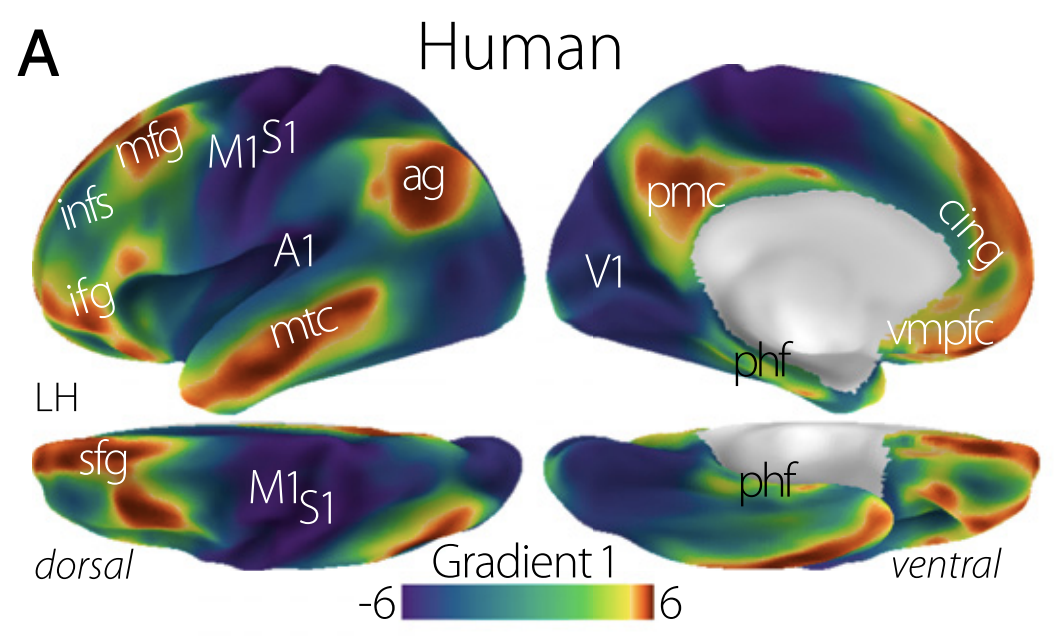 A
Human
mfg
M1 S1
infs
ag
A1
ifg
mtc
LH
pmc
cing
V1
vmpfc
phf
sfg
M1 S1
phf
dorsal
ventral
Gradient 1
-6 6